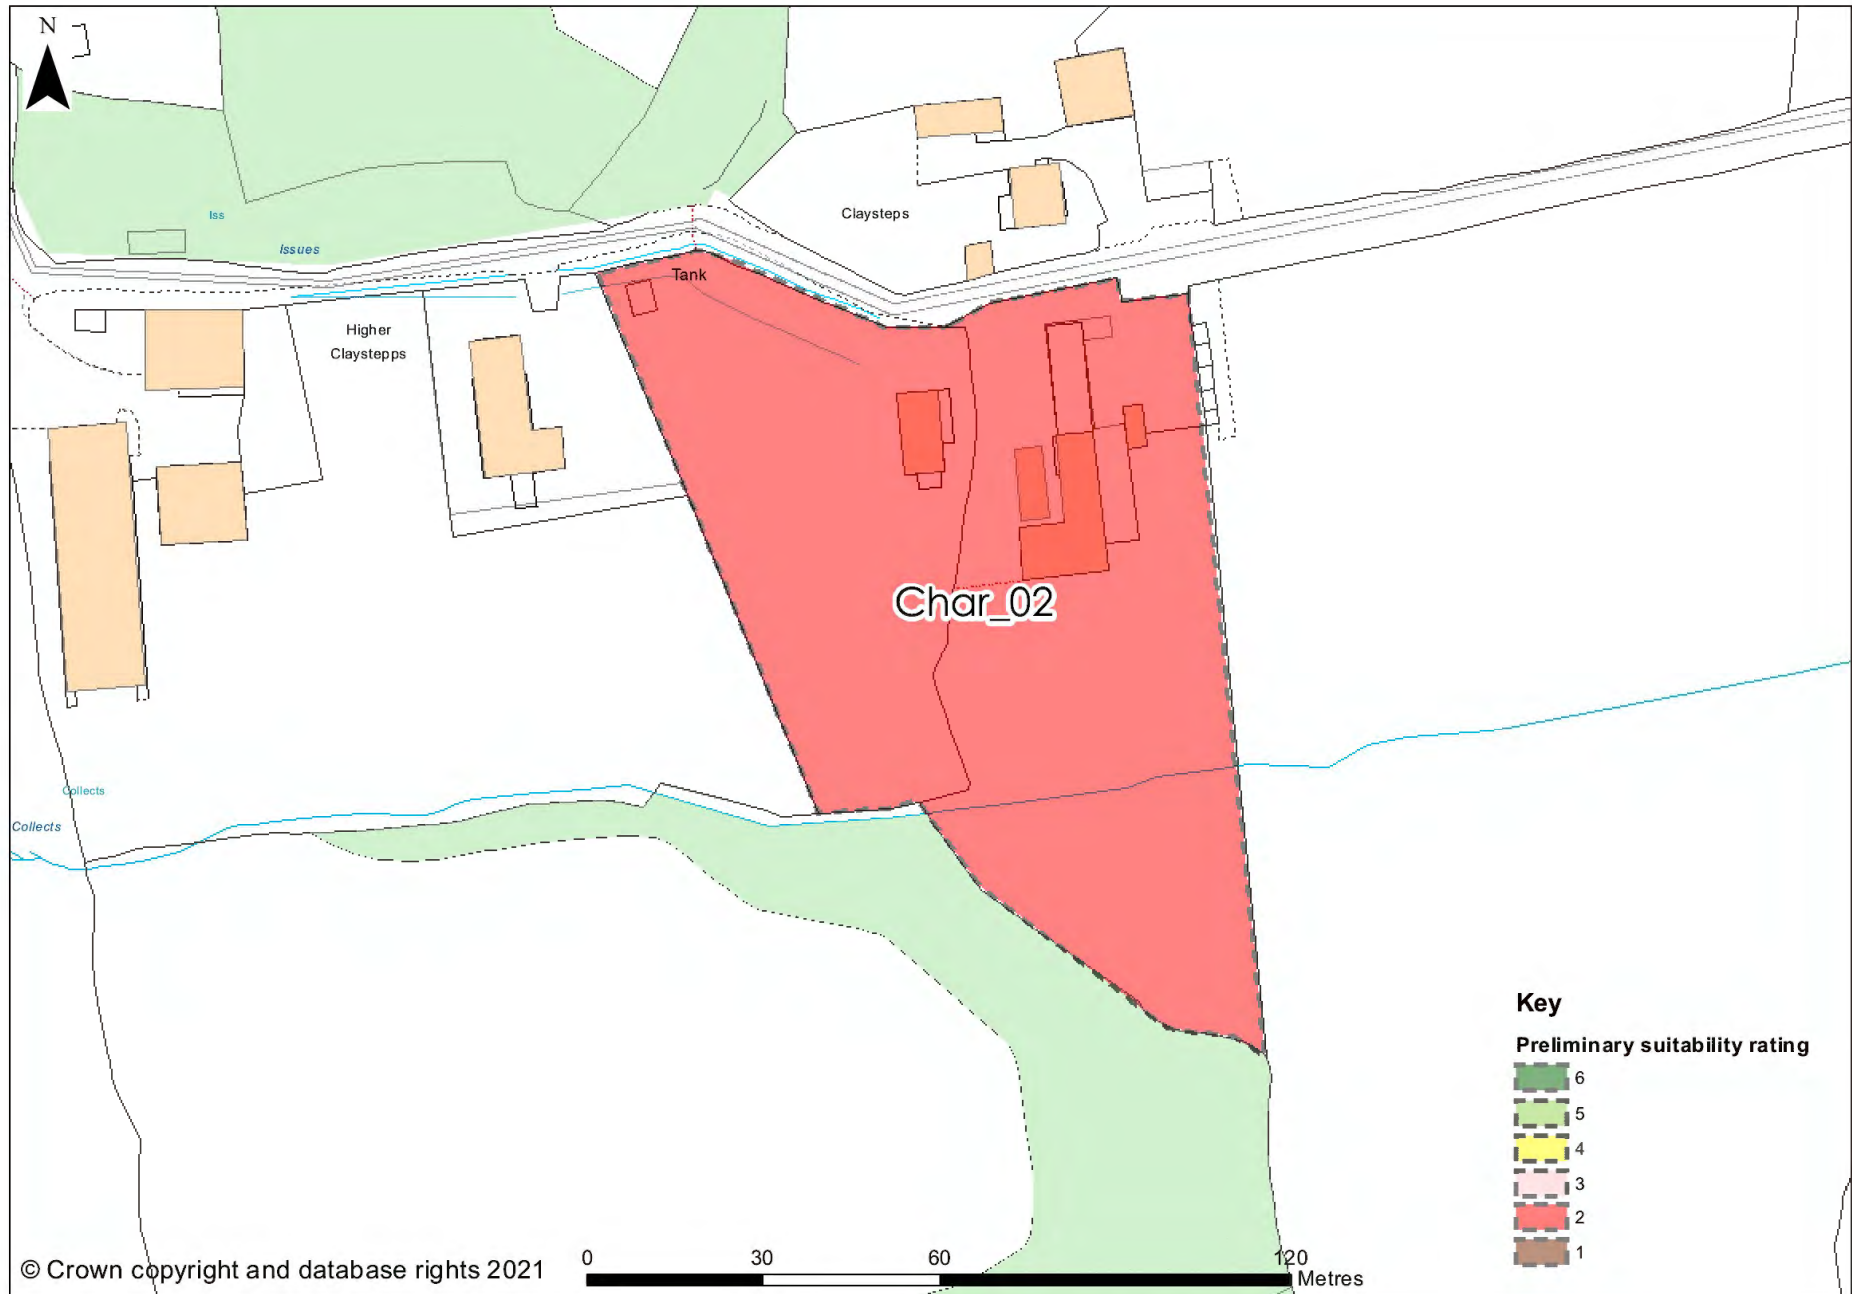 N
Iss
Issues
Claysteps
Tank
Higher
Claystepps
Char_02
Collects
Collects
Key
Preliminary suitability rating
6
5
4
3
2
1
0 30 60 120
Metres
© Crown copyright and database rights 2021